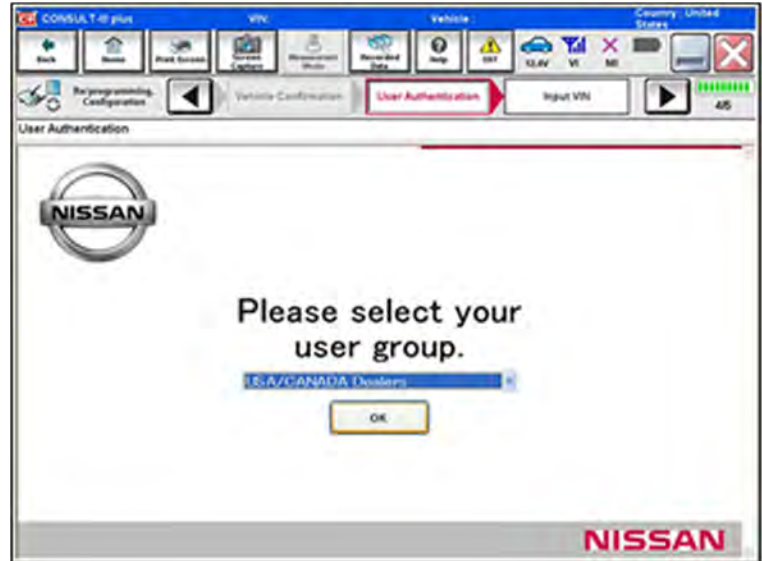 CONSULT-III plus VIN: Vehicle : Country : United States
Back Home Print Screen Screen Capture Measurement Mode Recorded Data Help ERT 12.4V VI MI
Re/programming, Configuration Vehicle Confirmation User Authentication Input VIN 4/5
User Authentication
NISSAN
Please select your
user group.
USA/CANADA Dealers
OK
NISSAN